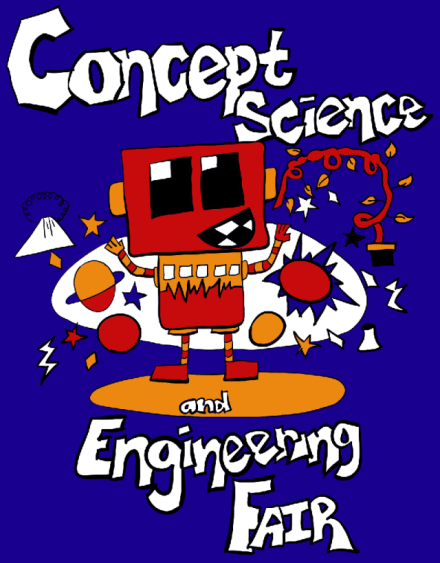 Concept
Science
and
Engineering
FAIR